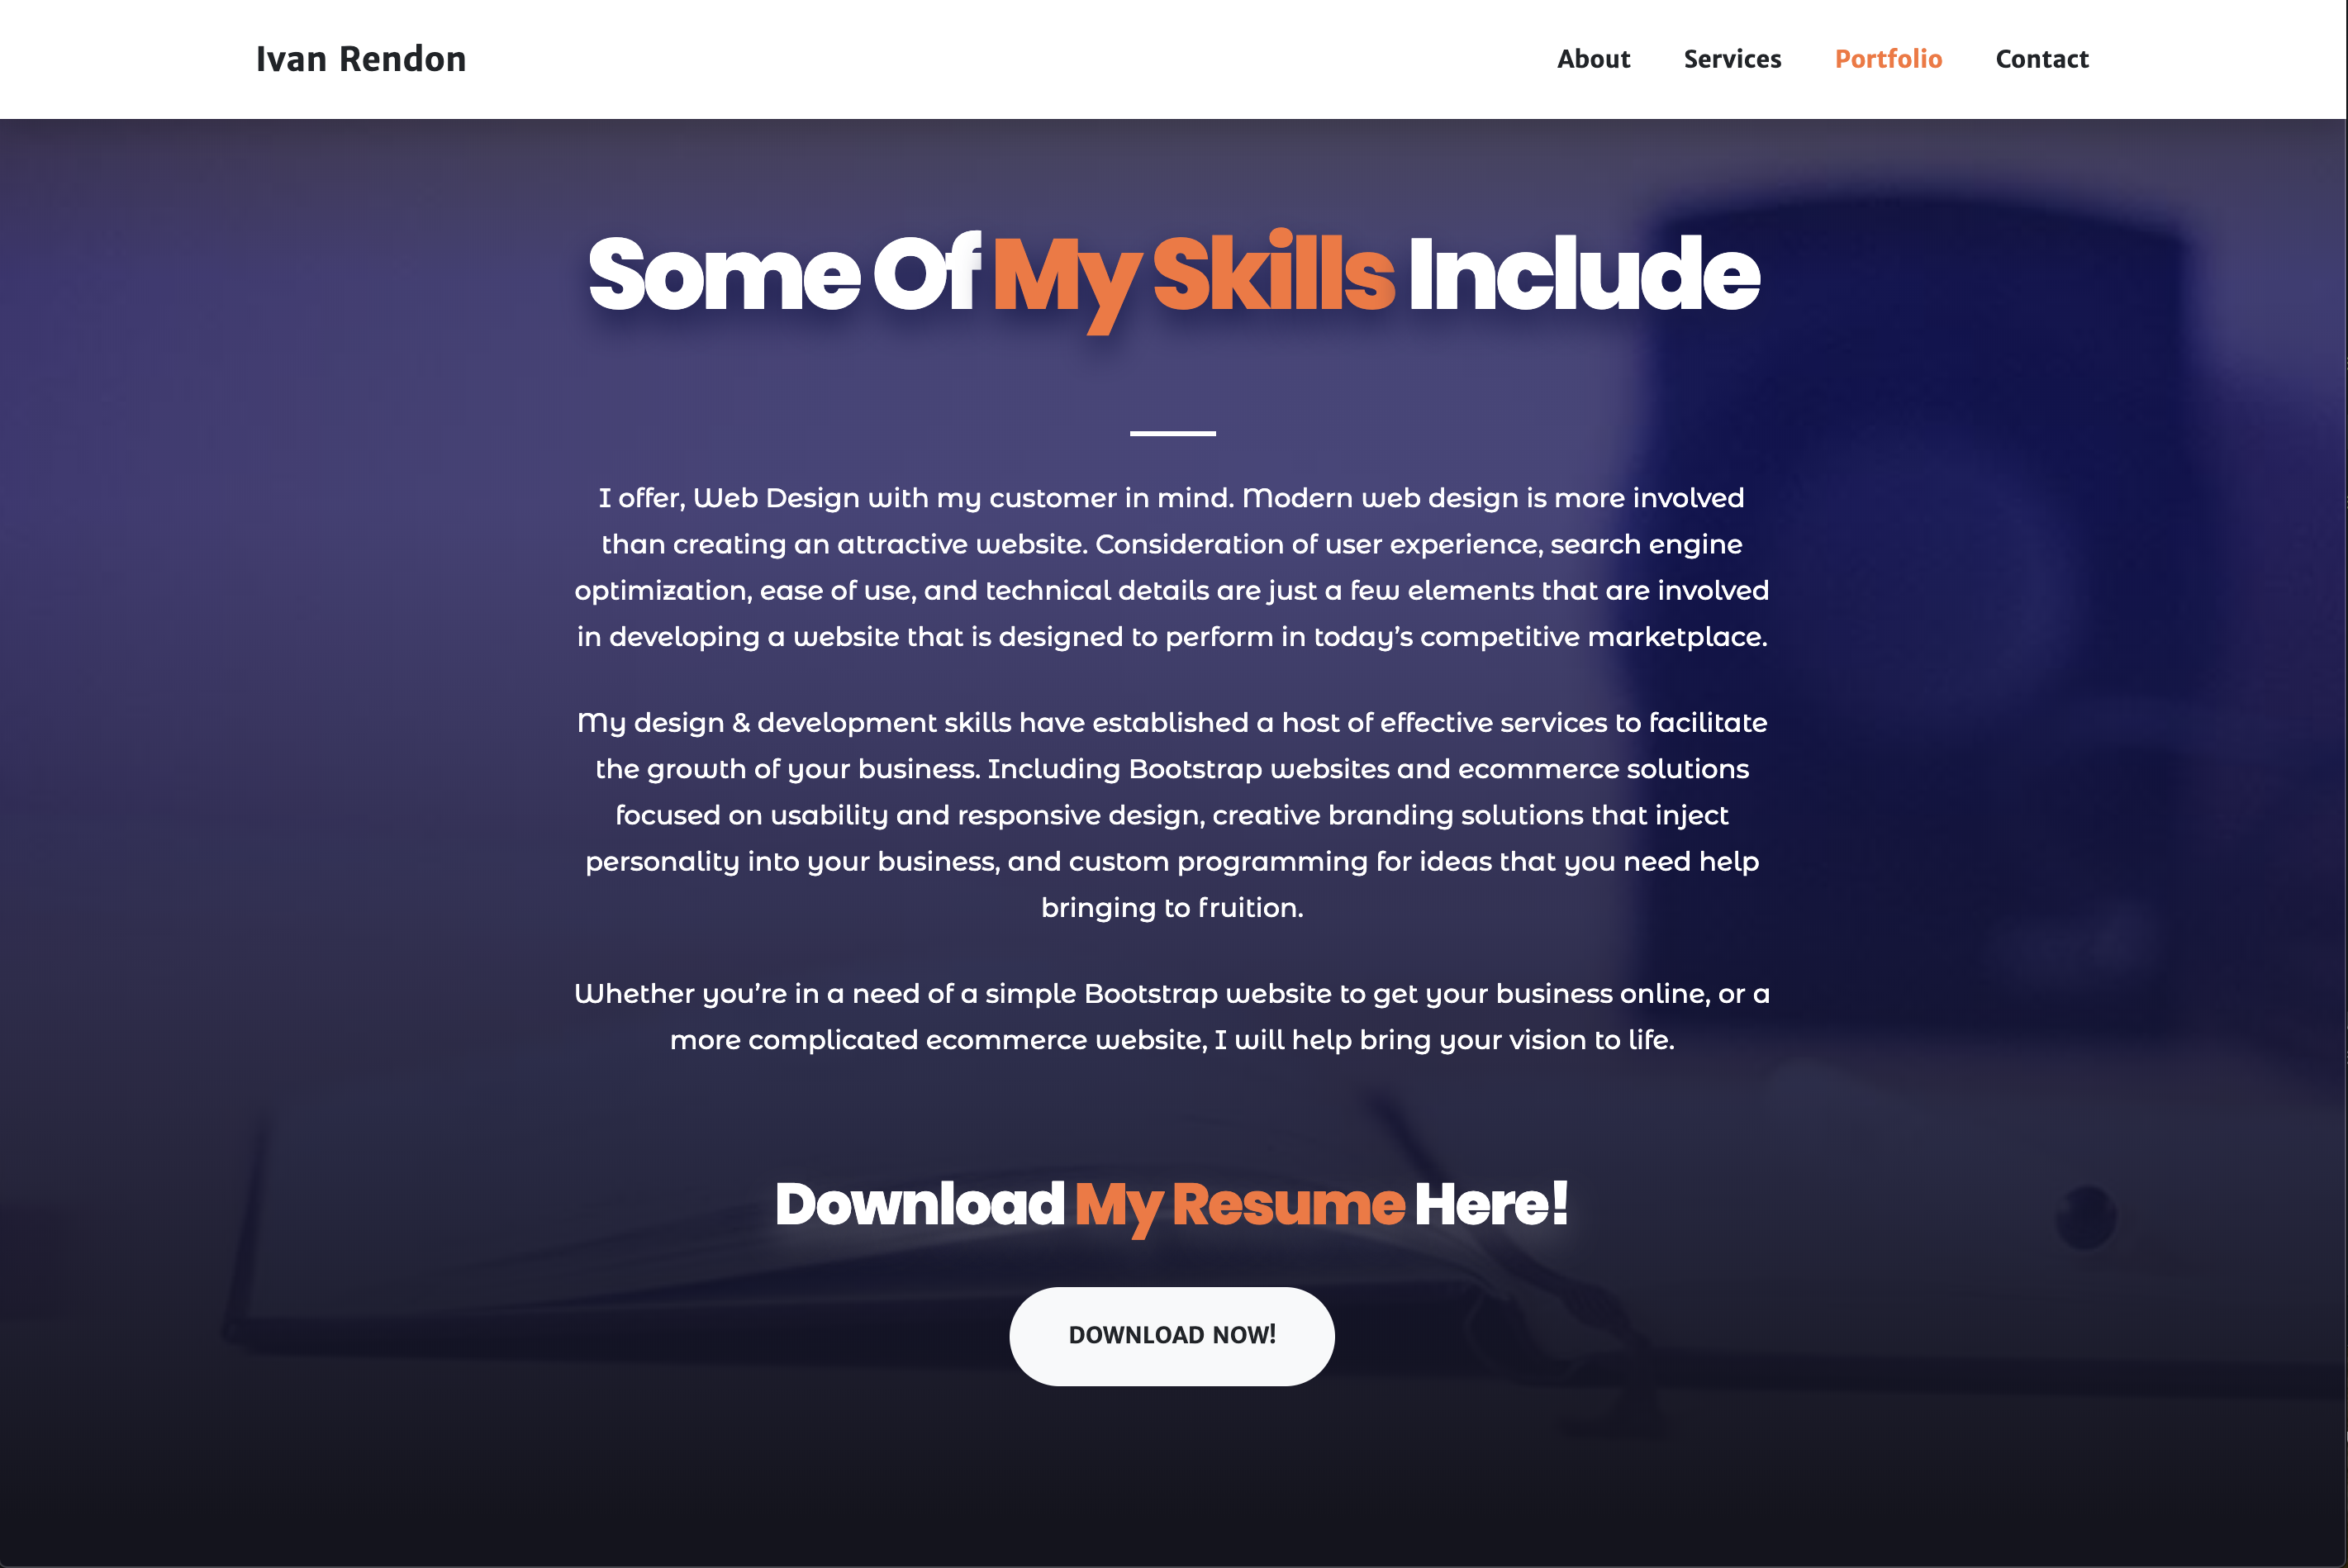 Ivan Rendon
About Services Portfolio Contact
Some Of My Skills Include
I offer, Web Design with my customer in mind. Modern web design is more involved
than creating an attractive website. Consideration of user experience, search engine
optimization, ease of use, and technical details are just a few elements that are involved
in developing a website that is designed to perform in today’s competitive marketplace.
My design & development skills have established a host of effective services to facilitate
the growth of your business. Including Bootstrap websites and ecommerce solutions
focused on usability and responsive design, creative branding solutions that inject
personality into your business, and custom programming for ideas that you need help
bringing to fruition.
Whether you’re in a need of a simple Bootstrap website to get your business online, or a
more complicated ecommerce website, I will help bring your vision to life.
Download My Resume Here!
DOWNLOAD NOW!